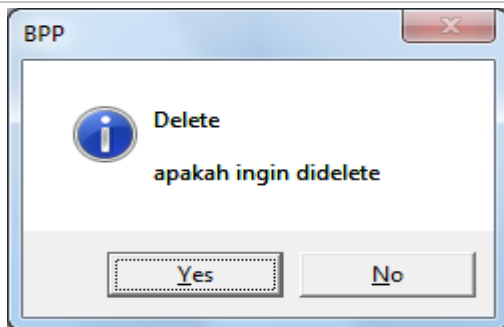 BPP
Delete
apakah ingin didelete
Yes
No